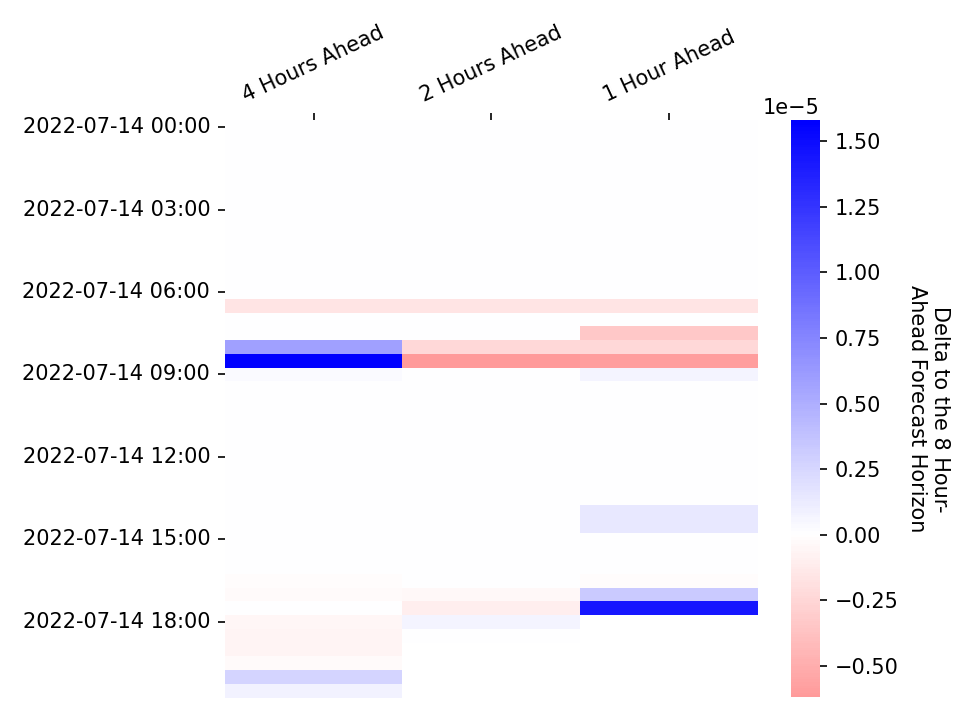 4 Hours Ahead
2 Hours Ahead
1 Hour Ahead
1e−5
2022-07-14 00:00
2022-07-14 03:00
2022-07-14 06:00
2022-07-14 09:00
2022-07-14 12:00
2022-07-14 15:00
2022-07-14 18:00
1.50
1.25
1.00
0.75
0.50
0.25
0.00
−0.25
−0.50
Delta to the 8 Hour-
Ahead Forecast Horizon